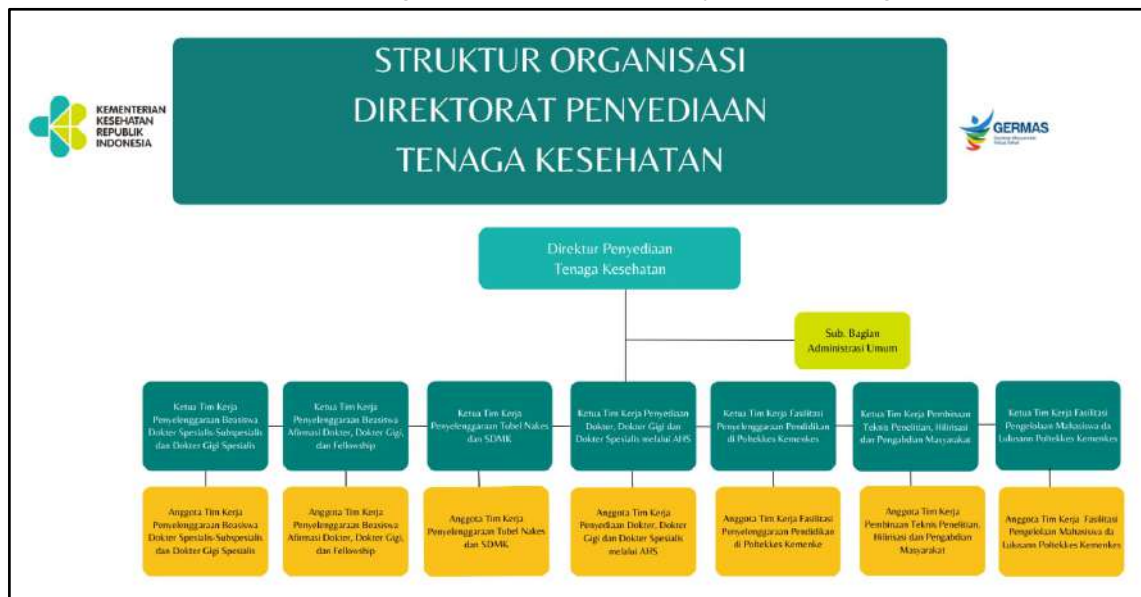 STRUKTUR ORGANISASI
DIREKTORAT PENYEDIAAN
TENAGA KESEHATAN
KEMENTERIAN
KESEHATAN
REPUBLIK
INDONESIA
GERMAS
Direktur Penyediaan
Tenaga Kesehatan
Sub. Bagian
Administrasi Umum
Ketua Tim Kerja
Penyelenggaraan Beasiswa
Dokter Spesialis-Subspesialis
dan Dokter Gigi Spesialis
Ketua Tim Kerja
Penyelenggaraan Beasiswa
Afirmasi Dokter, Dokter Gigi,
dan Fellowship
Ketua Tim Kerja
Penyelenggaraan Tubel Nakes
dan SDMK
Ketua Tim Kerja Penyediaan
Dokter, Dokter Gigi dan
Dokter Spesialis melalui AHS
Ketua Tim Kerja Fasilitasi
Penyelenggaraan Pendidikan
di Poltekkes Kemenkes
Ketua Tim Kerja Pembinaan
Teknis Penelitian, Hilirisasi
dan Pengabdian Masyarakat
Ketua Tim Kerja Fasilitasi
Pengelolaan Mahasiswa da
Lulusann Poltekkes Kemenkes
Anggota Tim Kerja
Penyelenggaraan Beasiswa
Dokter Spesialis-Subspesialis
dan Dokter Gigi Spesialis
Anggota Tim Kerja
Penyelenggaraan Beasiswa
Afirmasi Dokter, Dokter Gigi,
dan Fellowship
Anggota Tim Kerja
Penyelenggaraan Tubel Nakes
dan SDMK
Anggota Tim Kerja
Penyediaan Dokter, Dokter
Gigi dan Dokter Spesialis
melalui AHS
Anggota Tim Kerja Fasilitasi
Penyelenggaraan Pendidikan
di Poltekkes Kemenke
Anggota Tim Kerja
Pembinaan Teknis Penelitian,
Hilirisasi dan Pengabdian
Masyarakat
Anggota Tim Kerja Fasilitasi
Pengelolaan Mahasiswa da
Lulusann Poltekkes Kemenkes